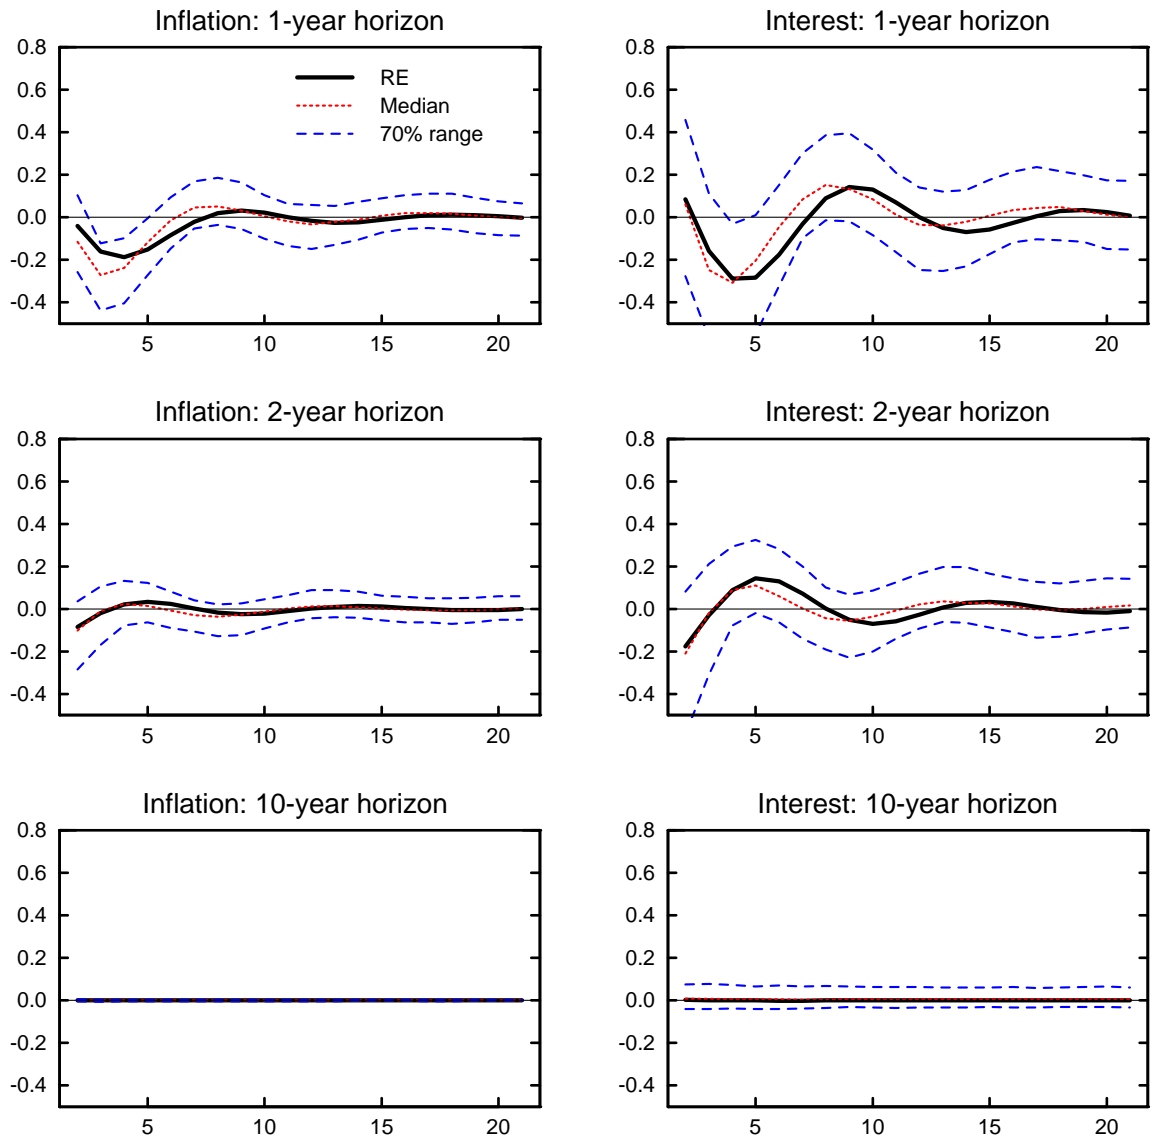 Inflation: 1-year horizon
0.8
0.6
0.4
0.2
0.0
-0.2
-0.4
5 10 15 20
RE
Median
70% range
Interest: 1-year horizon
0.8
0.6
0.4
0.2
0.0
-0.2
-0.4
5 10 15 20
Inflation: 2-year horizon
0.8
0.6
0.4
0.2
0.0
-0.2
-0.4
5 10 15 20
Interest: 2-year horizon
0.8
0.6
0.4
0.2
0.0
-0.2
-0.4
5 10 15 20
Inflation: 10-year horizon
0.8
0.6
0.4
0.2
0.0
-0.2
-0.4
5 10 15 20
Interest: 10-year horizon
0.8
0.6
0.4
0.2
0.0
-0.2
-0.4
5 10 15 20